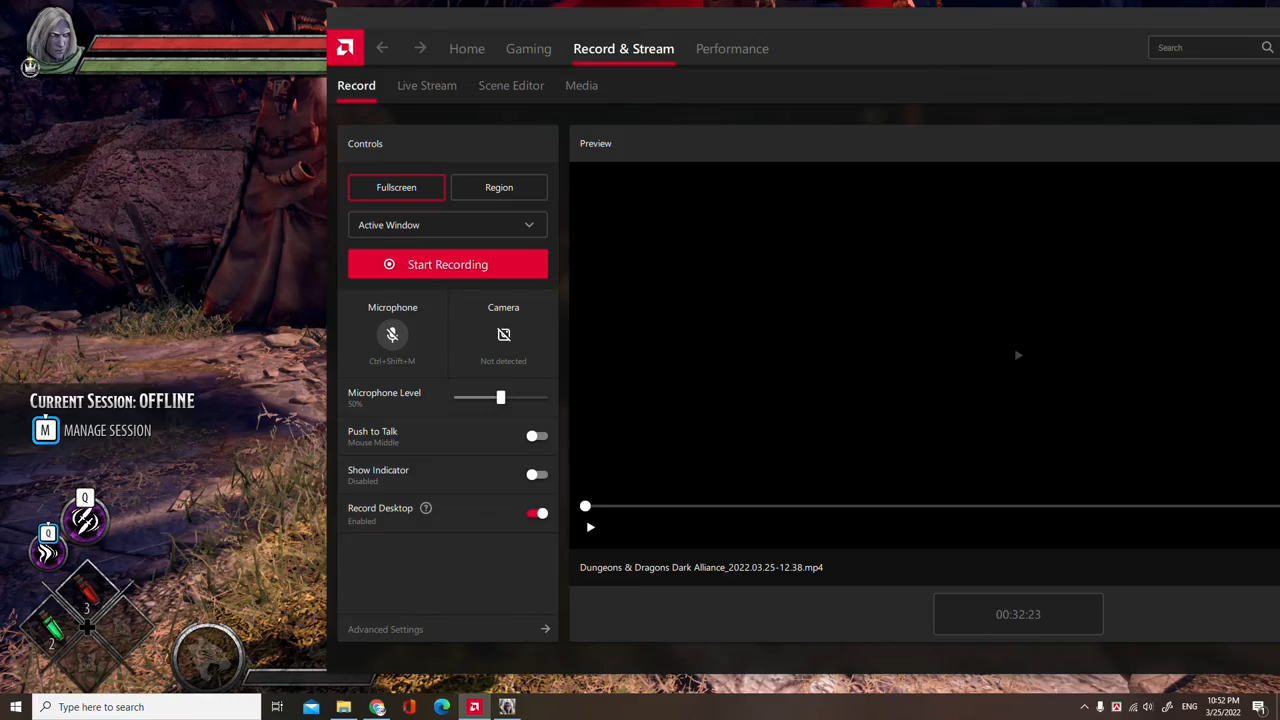 Home
Gaming
Record & Stream
Performance
Search
Record
Live Stream
Scene Editor
Media
Controls
Preview
Fullscreen
Region
Active Window
Start Recording
Microphone
Camera
Ctrl+Shift+M
Not detected
Microphone Level
50%
Push to Talk
Mouse Middle
Show Indicator
Disabled
Record Desktop ?
Enabled
Advanced Settings
Dungeons & Dragons Dark Alliance_2022.03.25-12.38.mp4
00:32:23
CURRENT SESSION: OFFLINE
M MANAGE SESSION
Q
Q
3
2
Type here to search
ENG
10:52 PM
3/25/2022
1